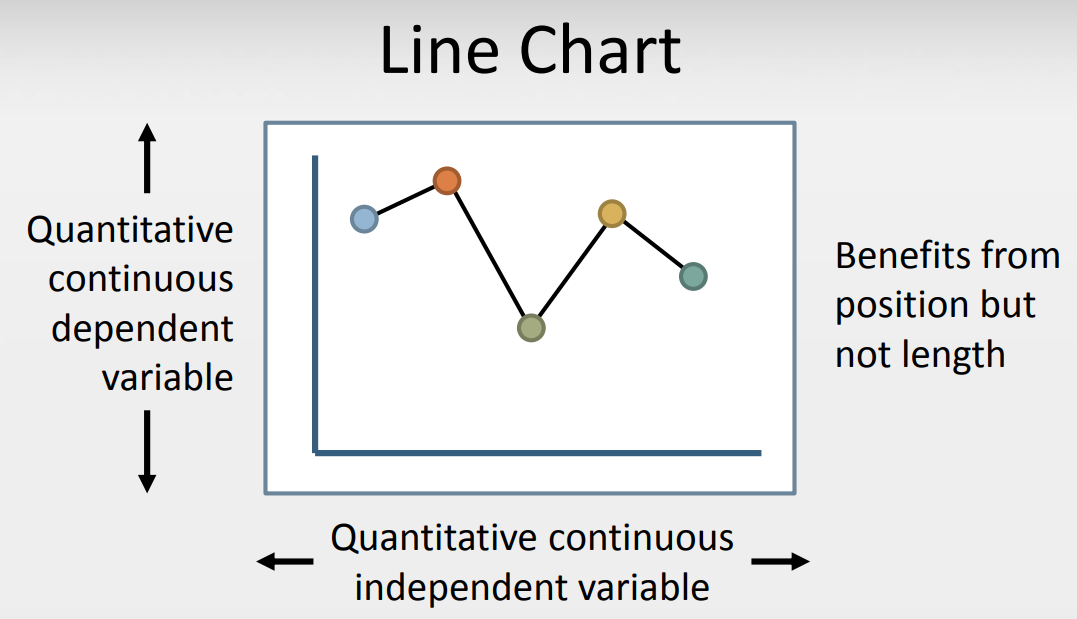 Line Chart
Quantitative
continuous
dependent
variable
Benefits from
position but
not length
Quantitative continuous
independent variable